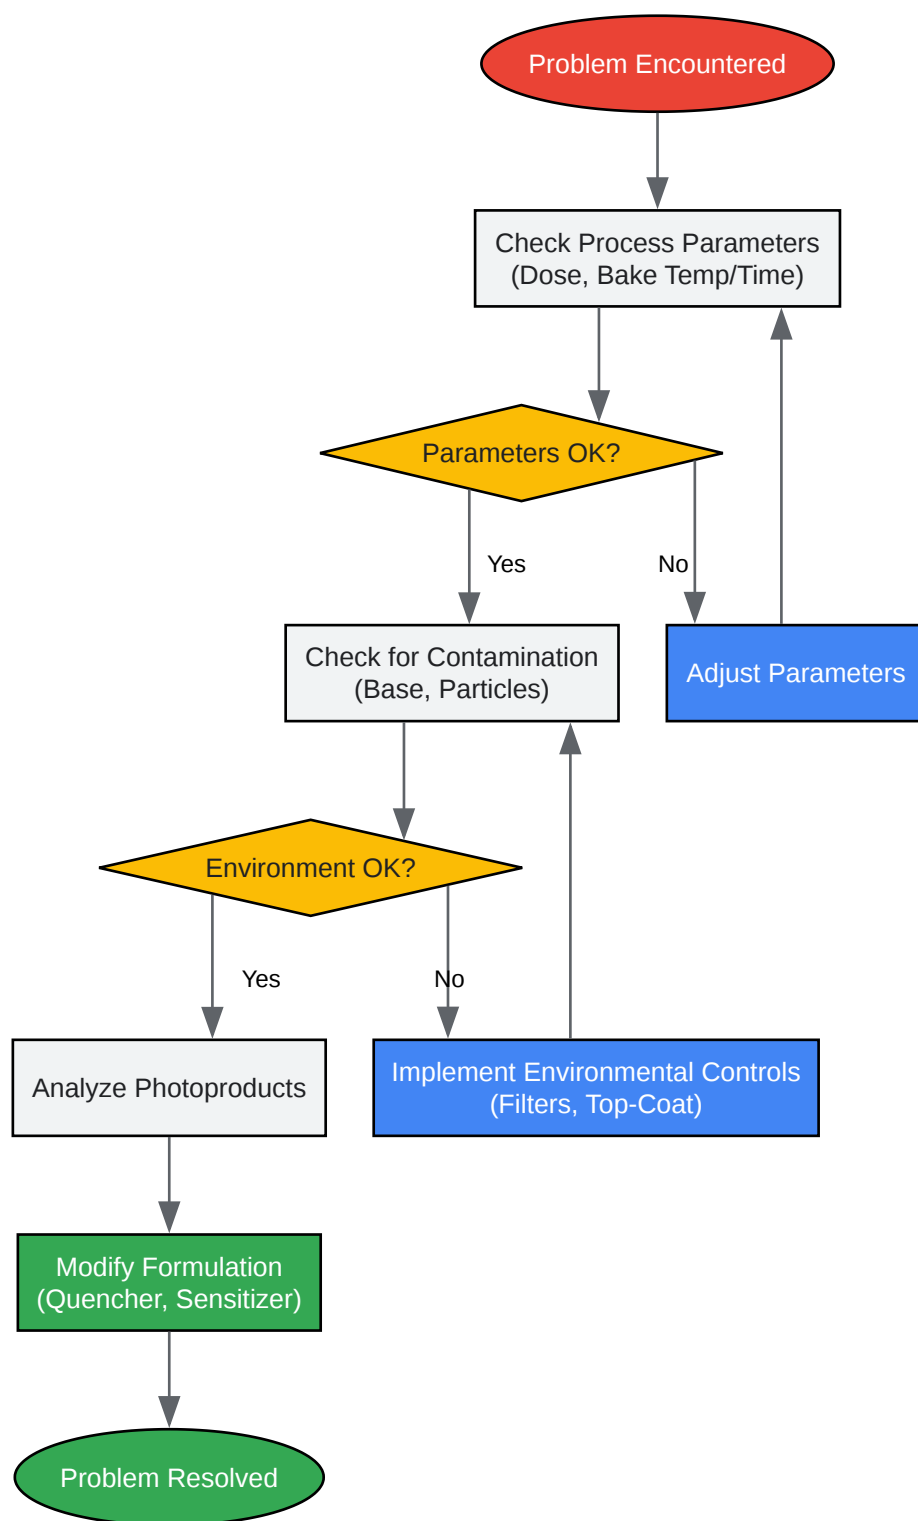 Problem Encountered
Check Process Parameters
(Dose, Bake Temp/Time)
Parameters OK?
Yes
No
Check for Contamination
(Base, Particles)
Adjust Parameters
Environment OK?
Yes
No
Analyze Photoproducts
Implement Environmental Controls
(Filters, Top-Coat)
Modify Formulation
(Quencher, Sensitizer)
Problem Resolved